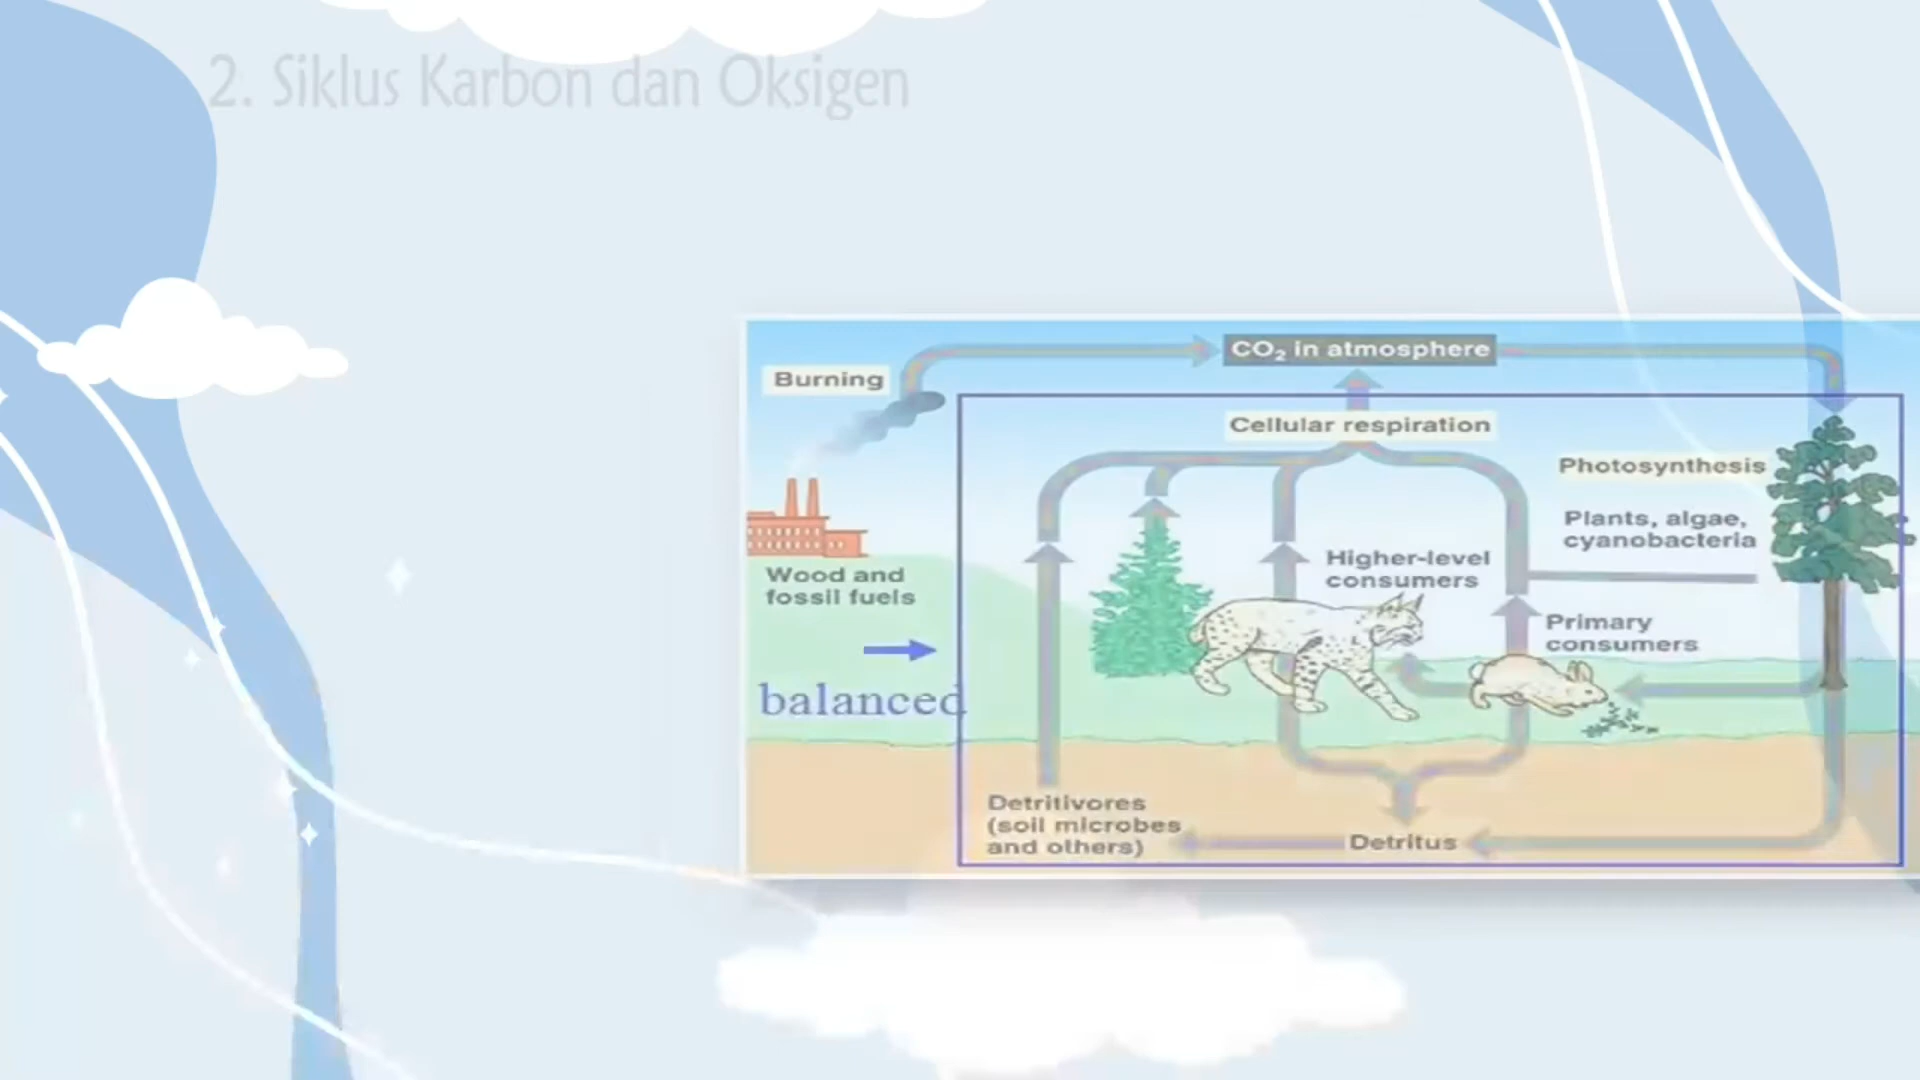 2. Siklus Karbon dan Oksigen
CO₂ in atmosphere
Burning
Cellular respiration
Photosynthesis
Plants, algae,
cyanobacteria
Higher-level
consumers
Wood and
fossil fuels
Primary
consumers
balanced
Detritivores
(soil microbes
and others)
Detritus